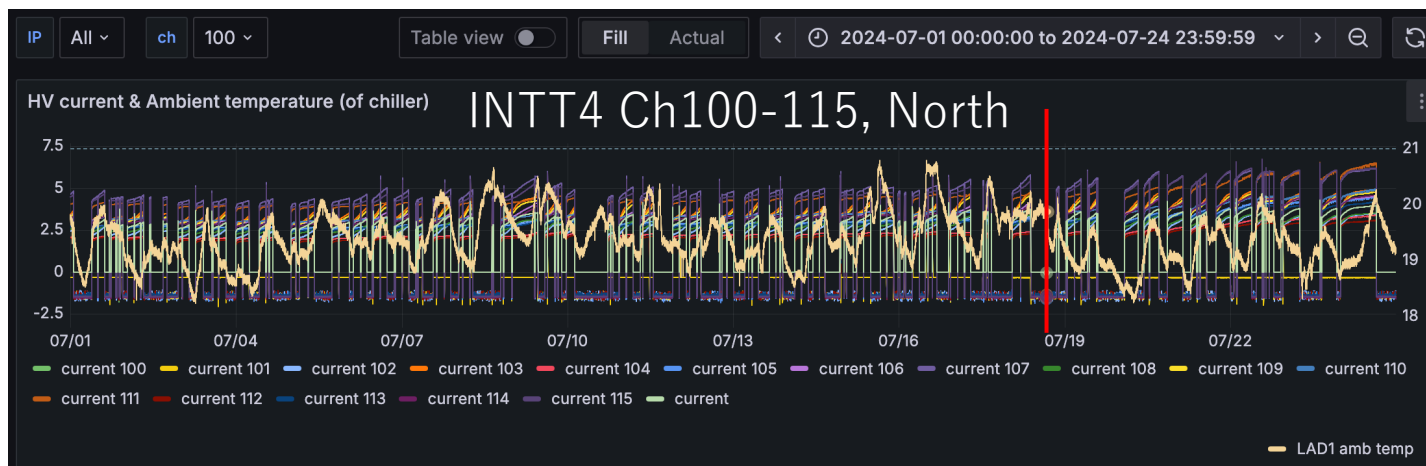 IP All ch 100 Table view Fill Actual 2024-07-01 00:00:00 to 2024-07-24 23:59:59
HV current & Ambient temperature (of chiller) INTT4 Ch100-115, North
7.5 21
5 20
2.5
0 19
-2.5 18
07/01 07/04 07/07 07/10 07/13 07/16 07/19 07/22
current 100 current 101 current 102 current 103 current 104 current 105 current 106 current 107 current 108 current 109 current 110
current 111 current 112 current 113 current 114 current 115 current
LAD1 amb temp